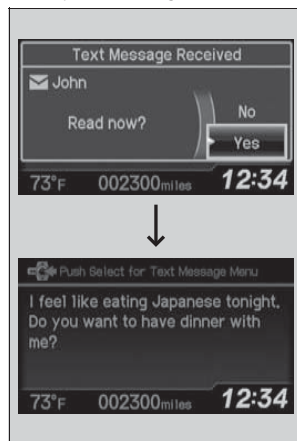 Text Message Received
John
No
Read now?
Yes
73°F 002300miles 12:34
Push Select for Text Message Menu
I feel like eating Japanese tonight.
Do you want to have dinner with
me?
73°F 002300miles 12:34